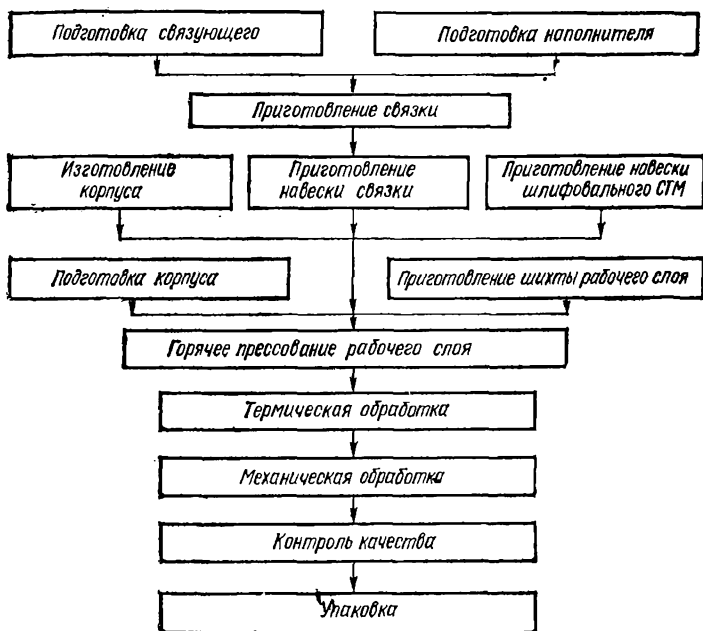 Подготовка связующего
Подготовка наполнителя
Приготовление связки
Изготовление
корпуса
Приготовление
навески связки
Приготовление навески
шлифовального СТМ
Подготовка корпуса
Приготовление шихты рабочего слоя
Горячее прессование рабочего слоя
Термическая обработка
Механическая обработка
Контроль качества
Упаковка